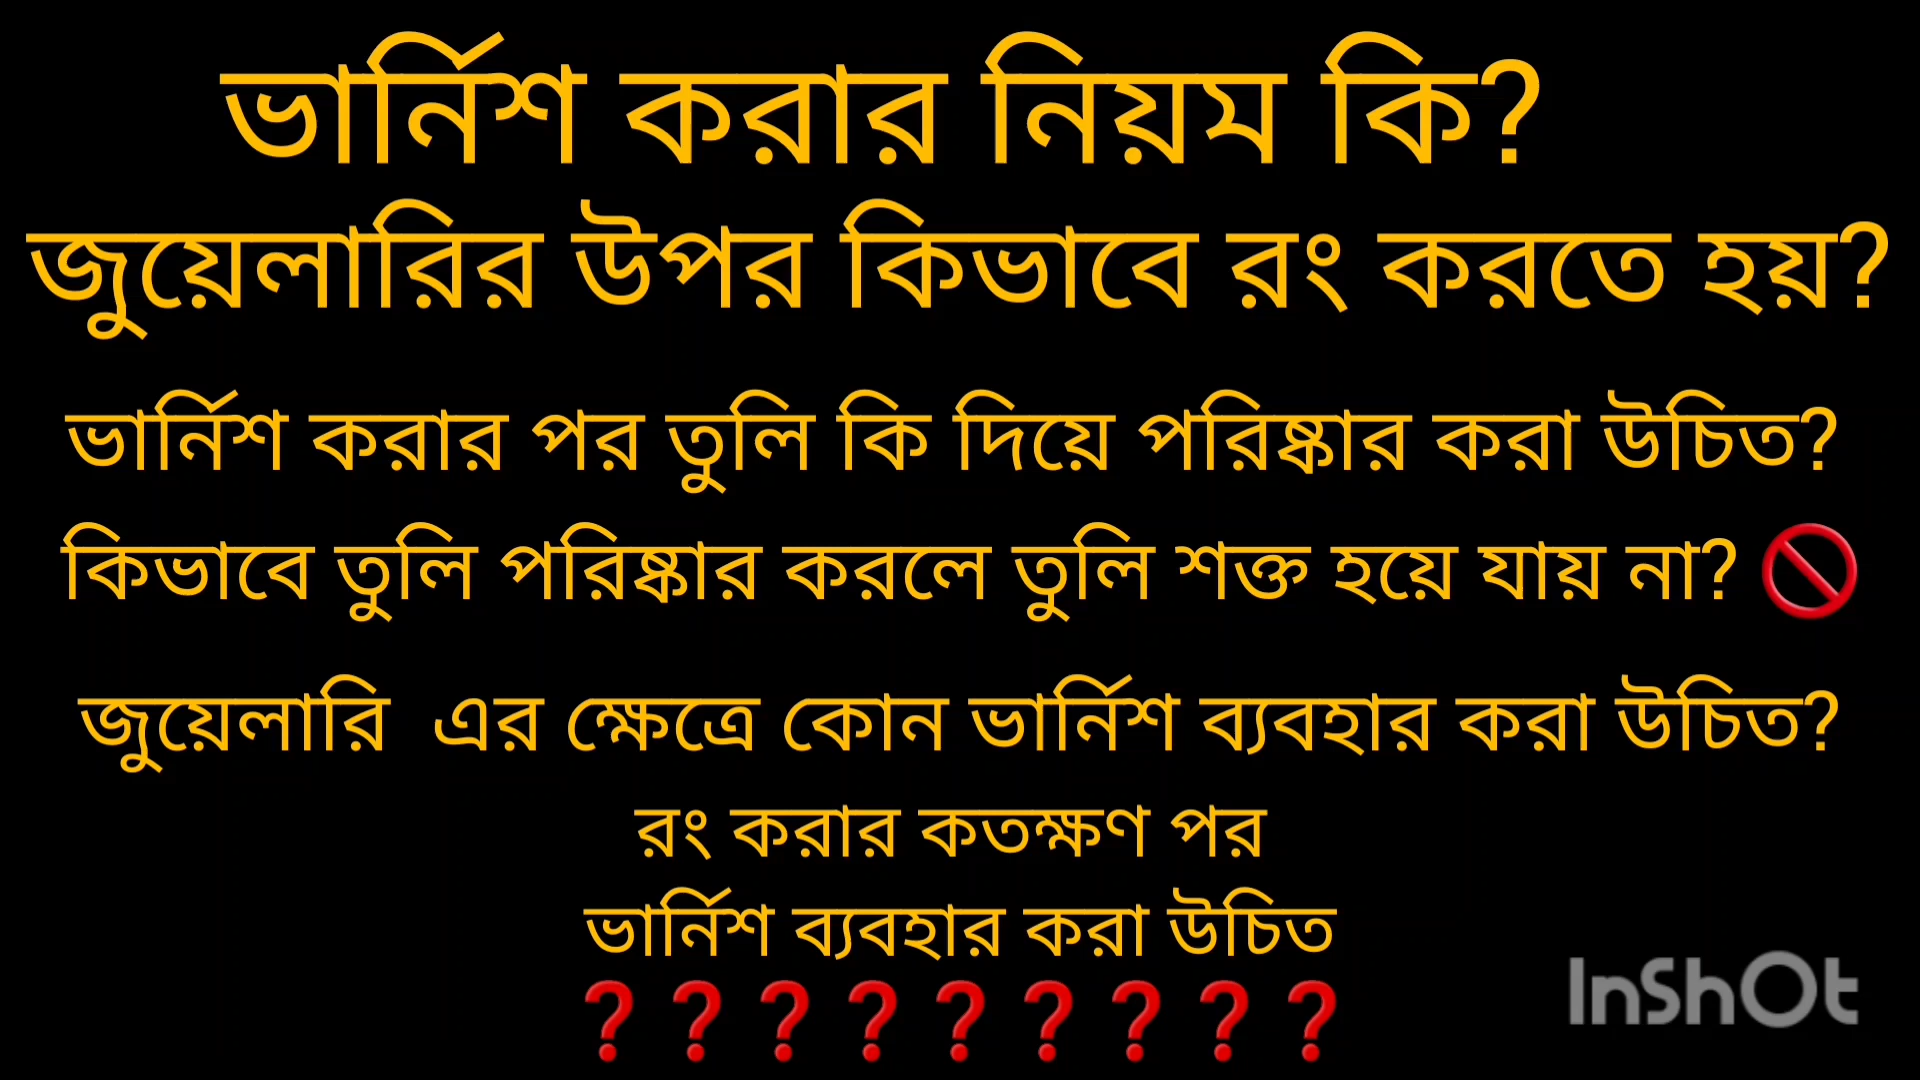 ভার্নিশ করার নিয়ম কি?
জুয়েলারির উপর কিভাবে রং করতে হয়?
ভার্নিশ করার পর তুলি কি দিয়ে পরিষ্কার করা উচিত?
কিভাবে তুলি পরিষ্কার করলে তুলি শক্ত হয়ে যায় না? 🚫
জুয়েলারি এর ক্ষেত্রে কোন ভার্নিশ ব্যবহার করা উচিত?
রং করার কতক্ষণ পর
ভার্নিশ ব্যবহার করা উচিত
❓❓❓❓❓❓❓❓❓
InShOt